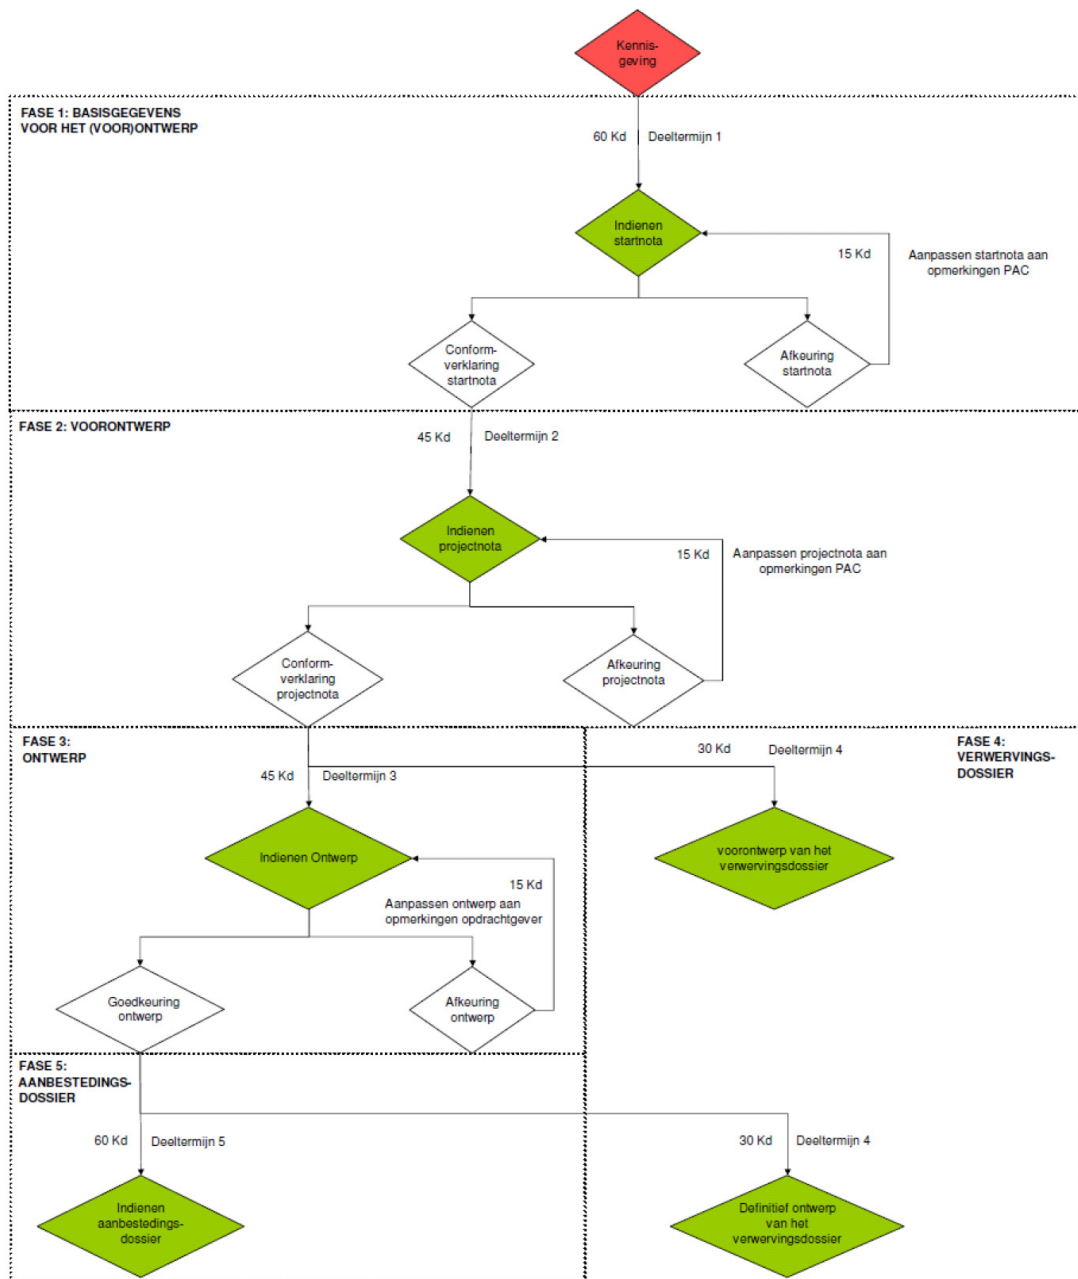 Kennis-
geving
FASE 1: BASISGEGEVENS
VOOR HET (VOOR)ONTWERP
60 Kd Deeltermijn 1
Indienen
startnota
15 Kd
Aanpassen startnota aan
opmerkingen PAC
Conform-
verklaring
startnota
Afkeuring
startnota
FASE 2: VOORONTWERP
45 Kd Deeltermijn 2
Indienen
projectnota
15 Kd
Aanpassen projectnota aan
opmerkingen PAC
Conform-
verklaring
projectnota
Afkeuring
projectnota
FASE 3:
ONTWERP
45 Kd Deeltermijn 3
30 Kd Deeltermijn 4
FASE 4:
VERWERVINGS-
DOSSIER
Indienen Ontwerp
voorontwerp van het
verwervingsdossier
15 Kd
Aanpassen ontwerp aan
opmerkingen opdrachtgever
Goedkeuring
ontwerp
Afkeuring
ontwerp
FASE 5:
AANBESTEDINGS-
DOSSIER
60 Kd Deeltermijn 5
30 Kd Deeltermijn 4
Indienen
aanbestedings-
dossier
Definitief ontwerp
van het
verwervingsdossier